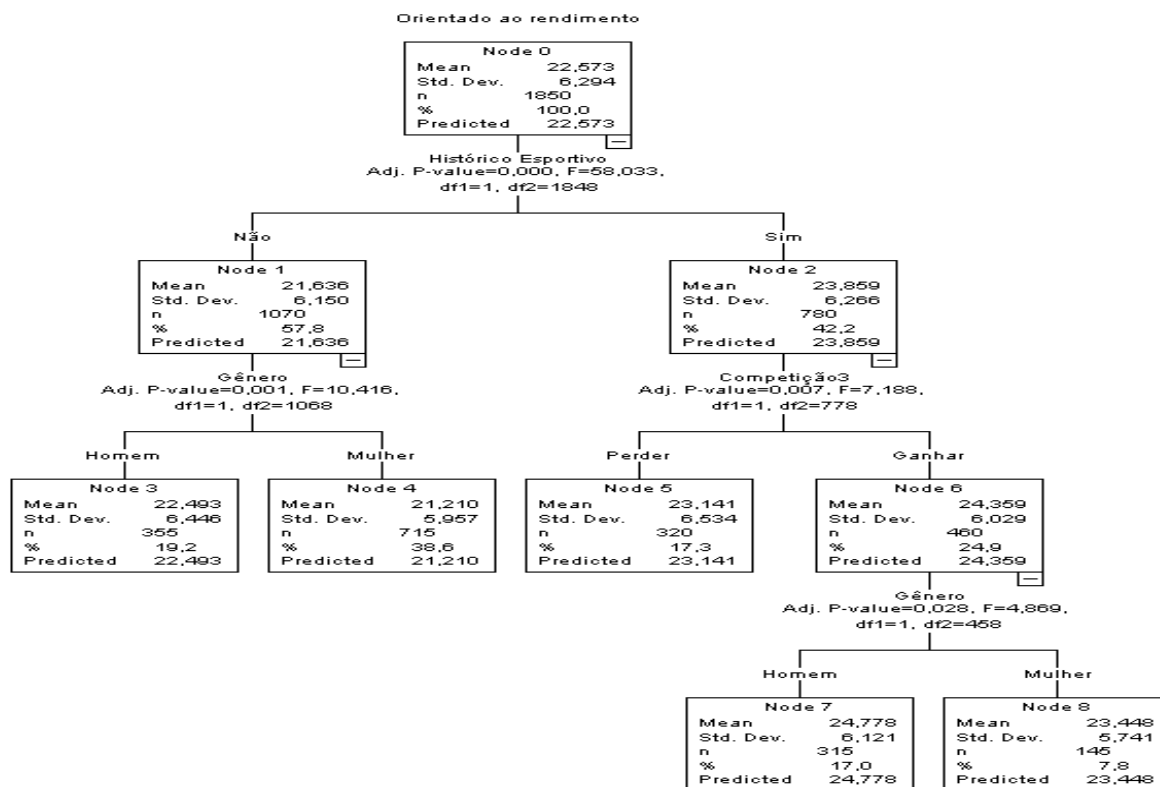 Orientado ao rendimento
Node 0
Mean 22,573
Std. Dev. 6,294
n 1850
% 100,0
Predicted 22,573
Histórico Esportivo
Adj. P-value=0,000, F=58,033,
df1=1, df2=1848
Não
Node 1
Mean 21,636
Std. Dev. 6,150
n 1070
% 57,8
Predicted 21,636
Sim
Node 2
Mean 23,859
Std. Dev. 6,266
n 780
% 42,2
Predicted 23,859
Gênero
Adj. P-value=0,001, F=10,416,
df1=1, df2=1068
Competição3
Adj. P-value=0,007, F=7,188,
df1=1, df2=778
Homem
Node 3
Mean 22,493
Std. Dev. 6,446
n 355
% 19,2
Predicted 22,493
Mulher
Node 4
Mean 21,210
Std. Dev. 5,957
n 715
% 38,6
Predicted 21,210
Perder
Node 5
Mean 23,141
Std. Dev. 6,534
n 320
% 17,3
Predicted 23,141
Ganhar
Node 6
Mean 24,359
Std. Dev. 6,029
n 460
% 24,9
Predicted 24,359
Gênero
Adj. P-value=0,028, F=4,869,
df1=1, df2=458
Homem
Node 7
Mean 24,778
Std. Dev. 6,121
n 315
% 17,0
Predicted 24,778
Mulher
Node 8
Mean 23,448
Std. Dev. 5,741
n 145
% 7,8
Predicted 23,448